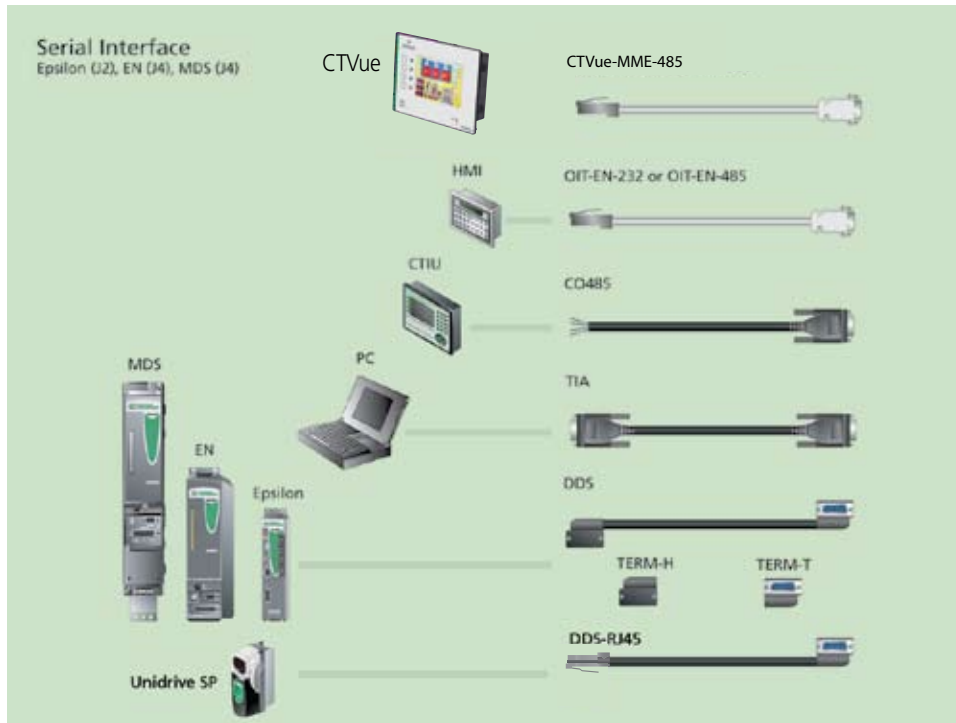 Serial Interface
Epsilon (J2), EN (J4), MDS (J4)
CTVue
CTVue-MME-485
HMI
OIT-EN-232 or OIT-EN-485
CTIU
CO485
PC
TIA
MDS
EN
Epsilon
DDS
TERM-H
TERM-T
Unidrive SP
DDS-RJ45